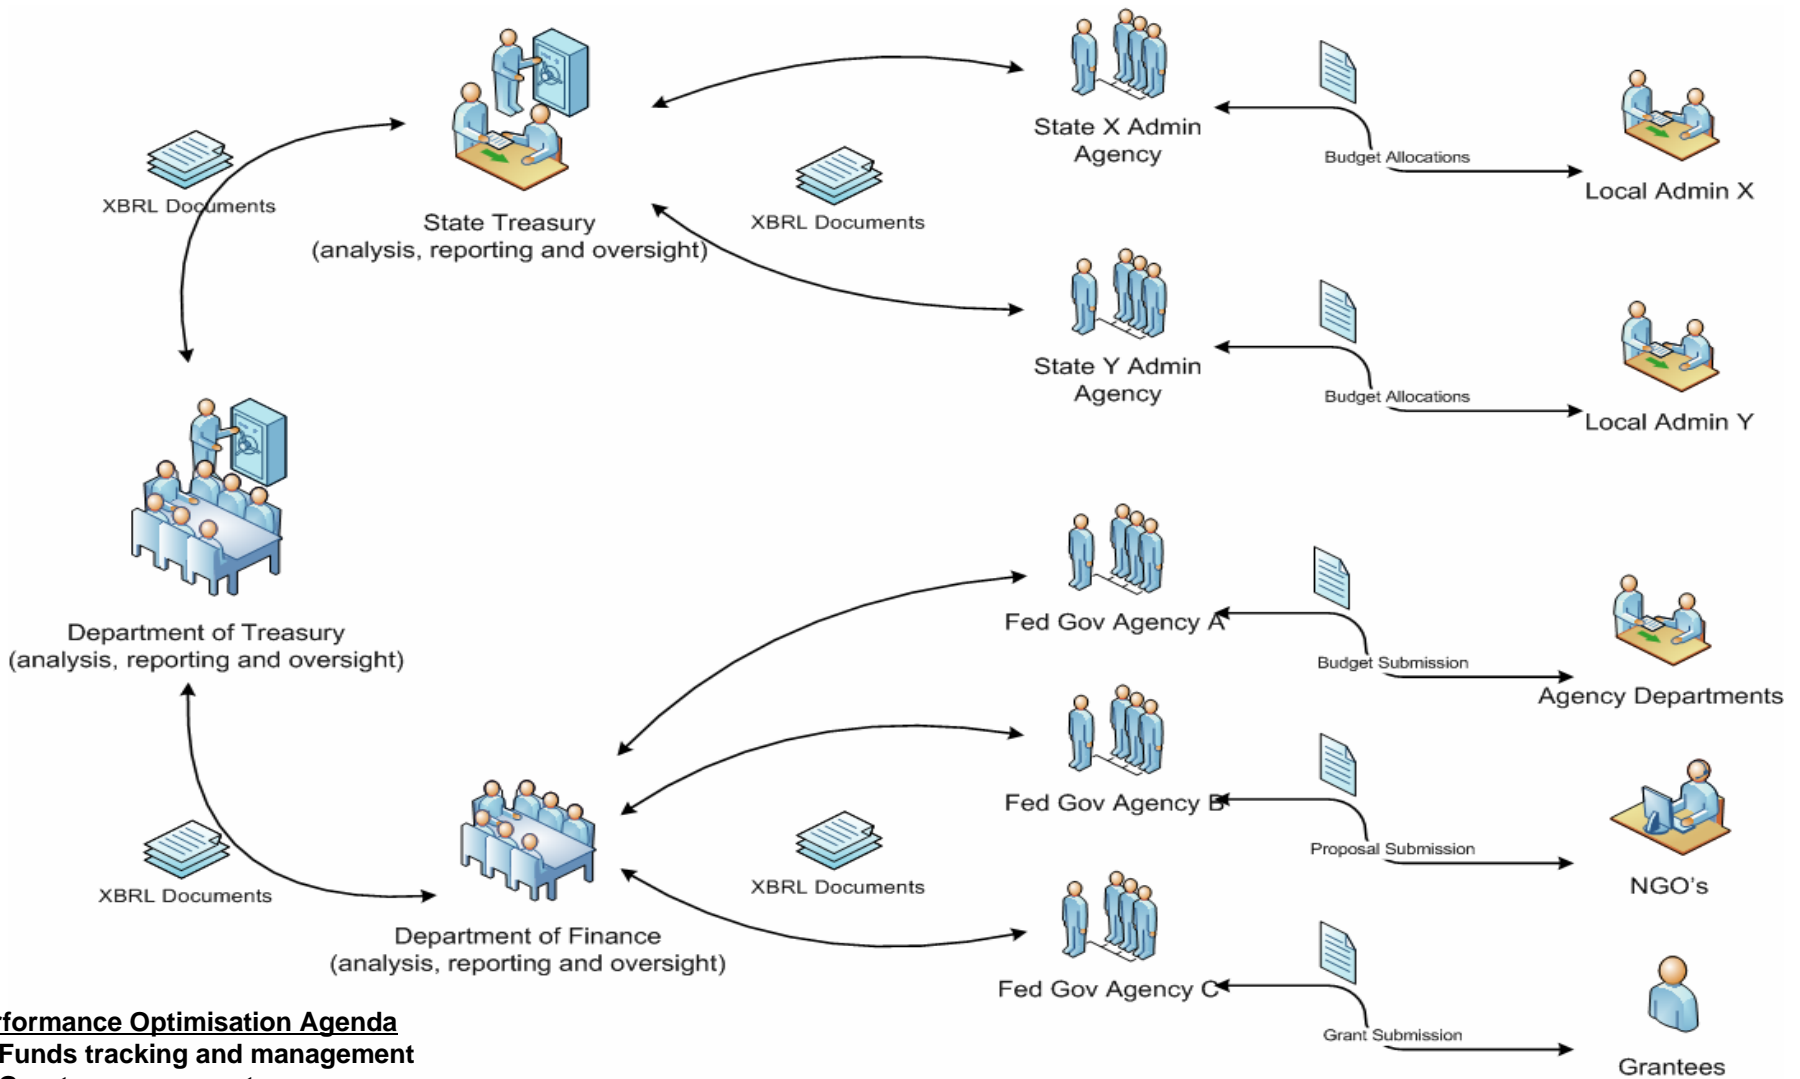 State X Admin
Agency
Budget Allocations
Local Admin X
XBRL Documents
State Treasury
(analysis, reporting and oversight)
XBRL Documents
State Y Admin
Agency
Budget Allocations
Local Admin Y
Department of Treasury
(analysis, reporting and oversight)
Fed Gov Agency A
Budget Submission
Agency Departments
Fed Gov Agency B
Proposal Submission
NGO's
XBRL Documents
XBRL Documents
Department of Finance
(analysis, reporting and oversight)
Fed Gov Agency C
Grant Submission
Grantees
rformance Optimisation Agenda
Funds tracking and management